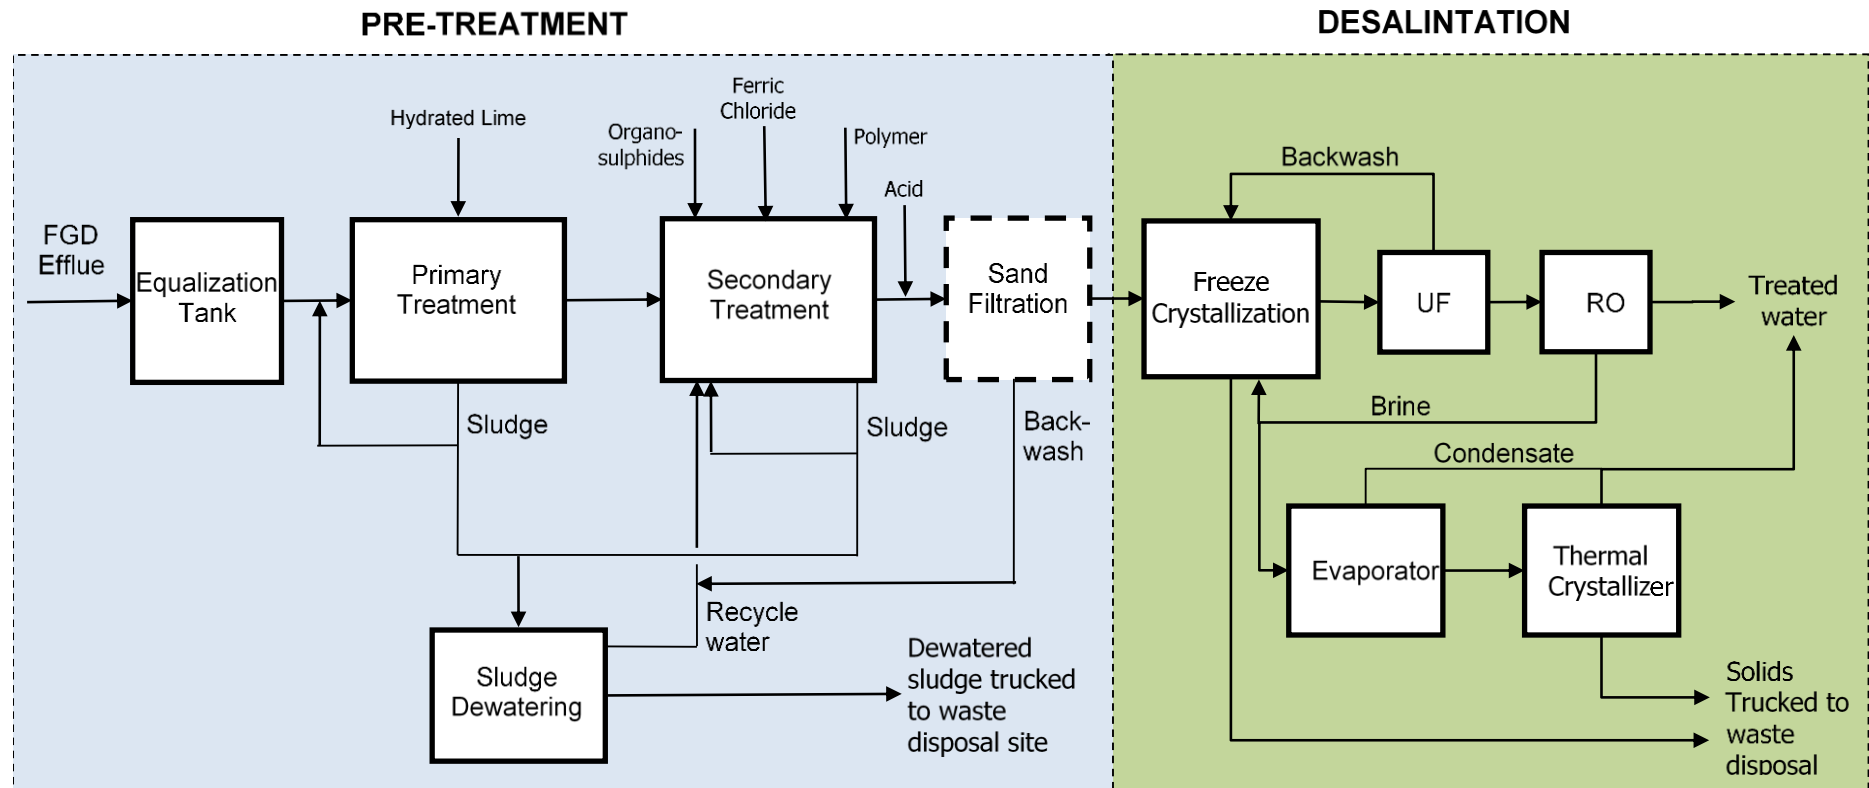 PRE-TREATMENT
DESALINTATION
Ferric
Chloride
Hydrated Lime
Organo-
sulphides
Polymer
Acid
Backwash
FGD
Efflue
Equalization
Tank
Primary
Treatment
Secondary
Treatment
Sand
Filtration
Freeze
Crystallization
UF
RO
Treated
water
Sludge
Sludge
Back-
wash
Brine
Condensate
Evaporator
Thermal
Crystallizer
Recycle
water
Sludge
Dewatering
Dewatered
sludge trucked
to waste
disposal site
Solids
Trucked to
waste
disposal